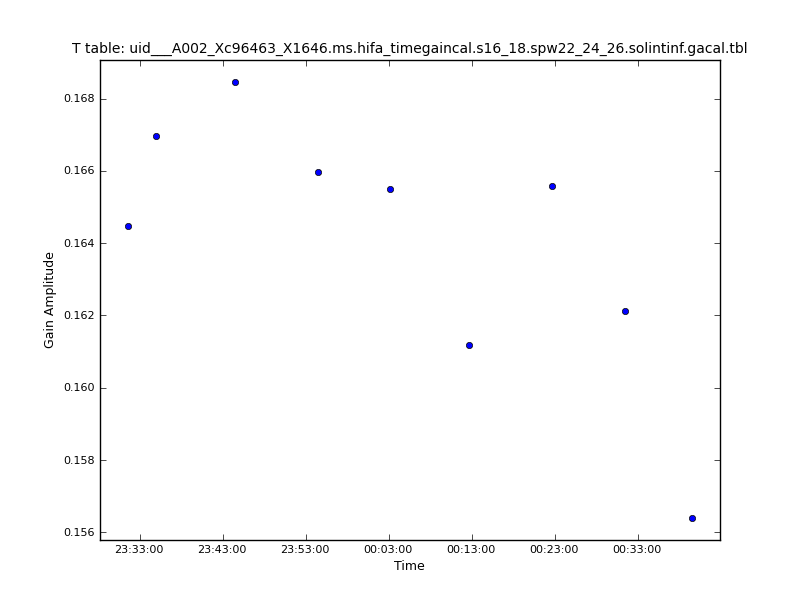 T table: uid___A002_Xc96463_X1646.ms.hifa_timegaincal.s16_18.spw22_24_26.solintinf.gacal.tbl
0.168
0.166
0.164
0.162
0.160
0.158
0.156
Gain Amplitude
23:33:00 23:43:00 23:53:00 00:03:00 00:13:00 00:23:00 00:33:00
Time